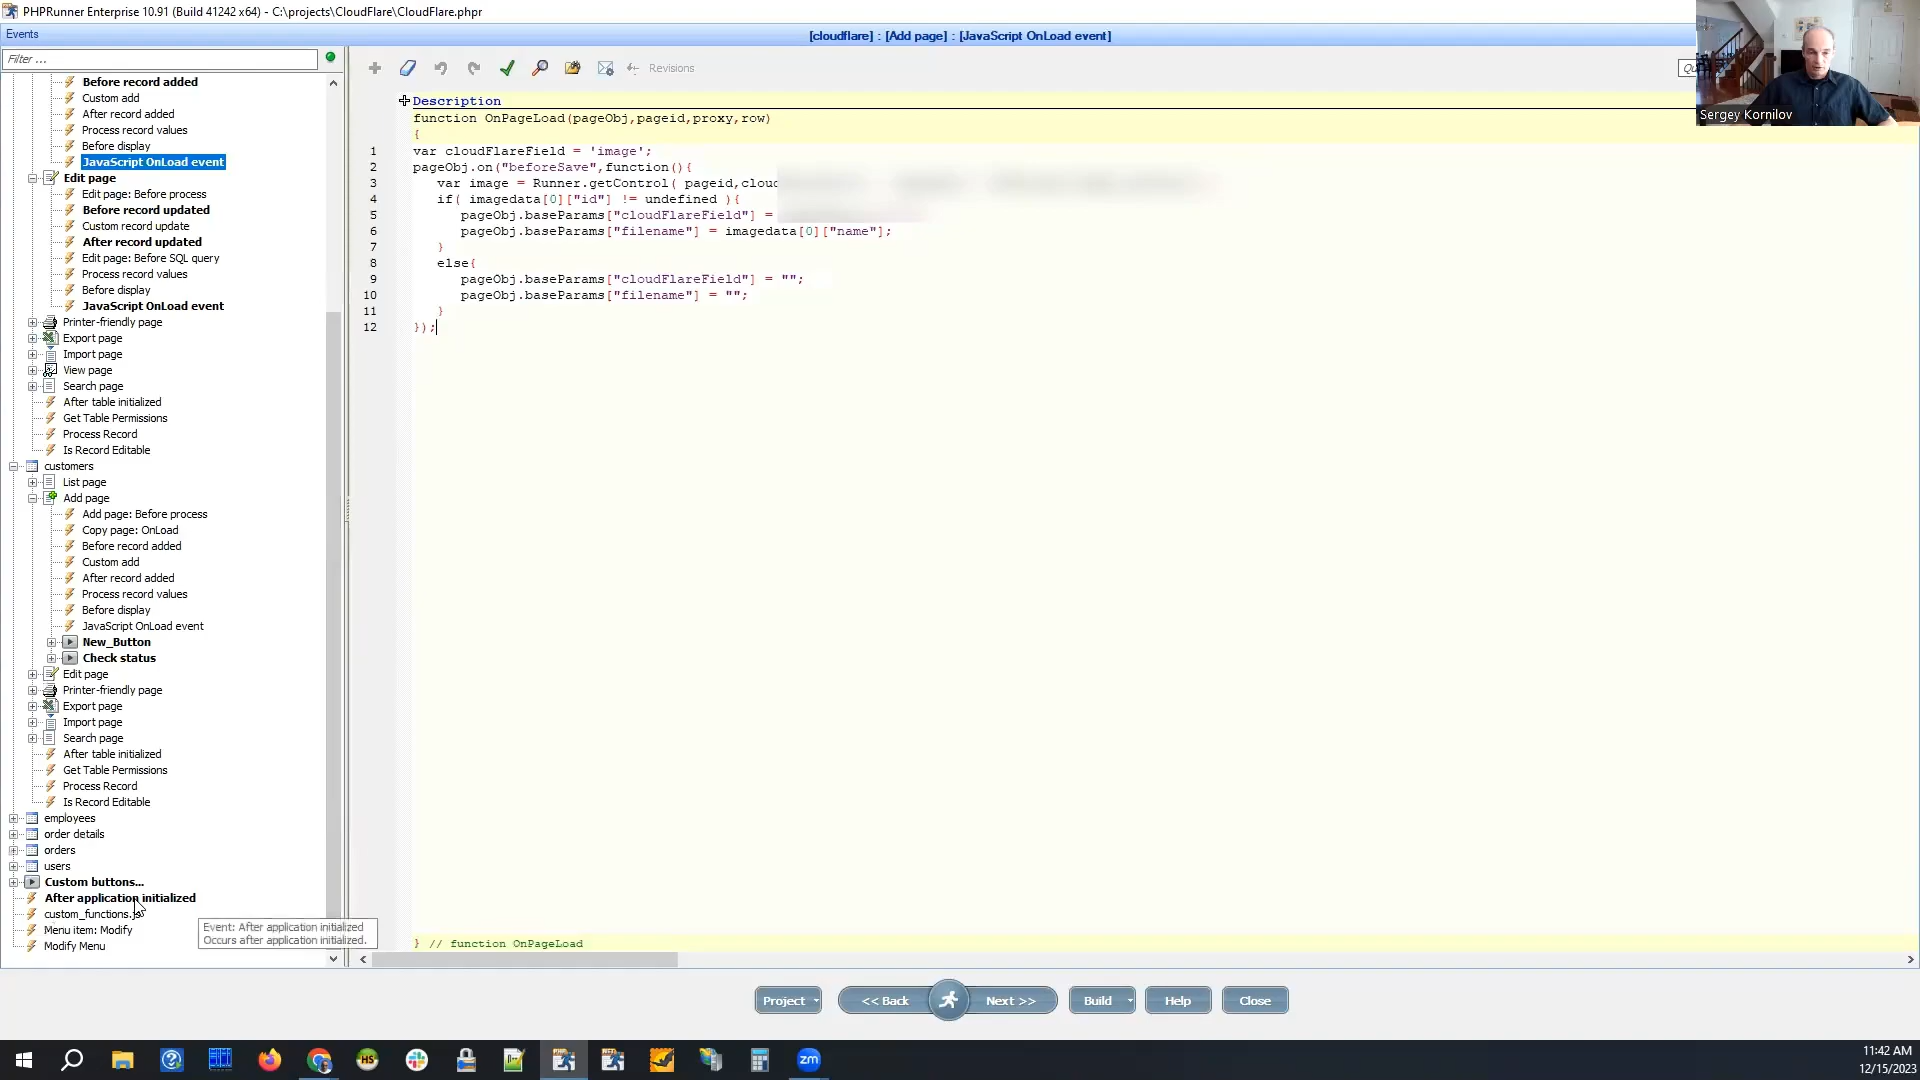 PHPRunner Enterprise 10.91 (Build 41242 x64) - C:\projects\CloudFlare\CloudFlare.phpr
Events
[cloudflare] : [Add page] : [JavaScript OnLoad event]
Filter ...
Revisions
Sergey Kornilov
Before record added
Custom add
After record added
Process record values
Before display
JavaScript OnLoad event
Edit page
Edit page: Before process
Before record updated
Custom record update
After record updated
Edit page: Before SQL query
Process record values
Before display
JavaScript OnLoad event
Printer-friendly page
Export page
Import page
View page
Search page
After table initialized
Get Table Permissions
Process Record
Is Record Editable
customers
List page
Add page
Add page: Before process
Copy page: OnLoad
Before record added
Custom add
After record added
Process record values
Before display
JavaScript OnLoad event
New_Button
Check status
Edit page
Printer-friendly page
Export page
Import page
Search page
After table initialized
Get Table Permissions
Process Record
Is Record Editable
employees
order details
orders
users
Custom buttons...
After application initialized
custom_functions.js
Menu item: Modify
Modify Menu
Event: After application initialized
Occurs after application initialized.
Description
function OnPageLoad(pageObj,pageid,proxy,row)
{
1 var cloudFlareField = 'image';
2 pageObj.on("beforeSave",function(){
3 var image = Runner.getControl( pageid,cloud
4 if( imagedata[0]["id"] != undefined ){
5 pageObj.baseParams["cloudFlareField"] =
6 pageObj.baseParams["filename"] = imagedata[0]["name"];
7 }
8 else{
9 pageObj.baseParams["cloudFlareField"] = "";
10 pageObj.baseParams["filename"] = "";
11 }
12 });
} // function OnPageLoad
Project
<< Back
Next >>
Build
Help
Close
HS
zm
11:42 AM
12/15/2023